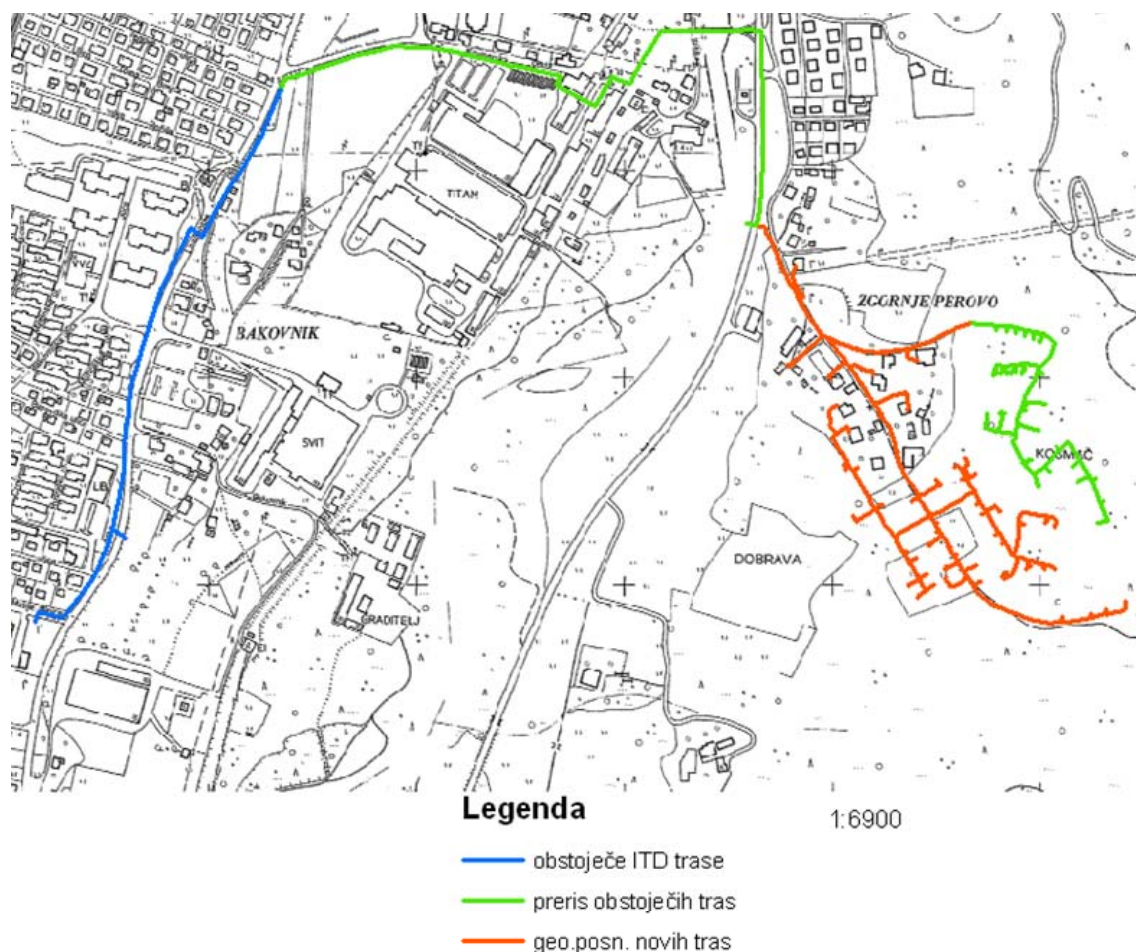 TITAN
ZGORNJE PEROVO
BAKOVNIK
SVIT
KOSMAČ
LB
DOBRAVA
GRADITELJ
Legenda
1:6900
obstoječe ITD trase
preris obstoječih tras
geo.posn. novih tras